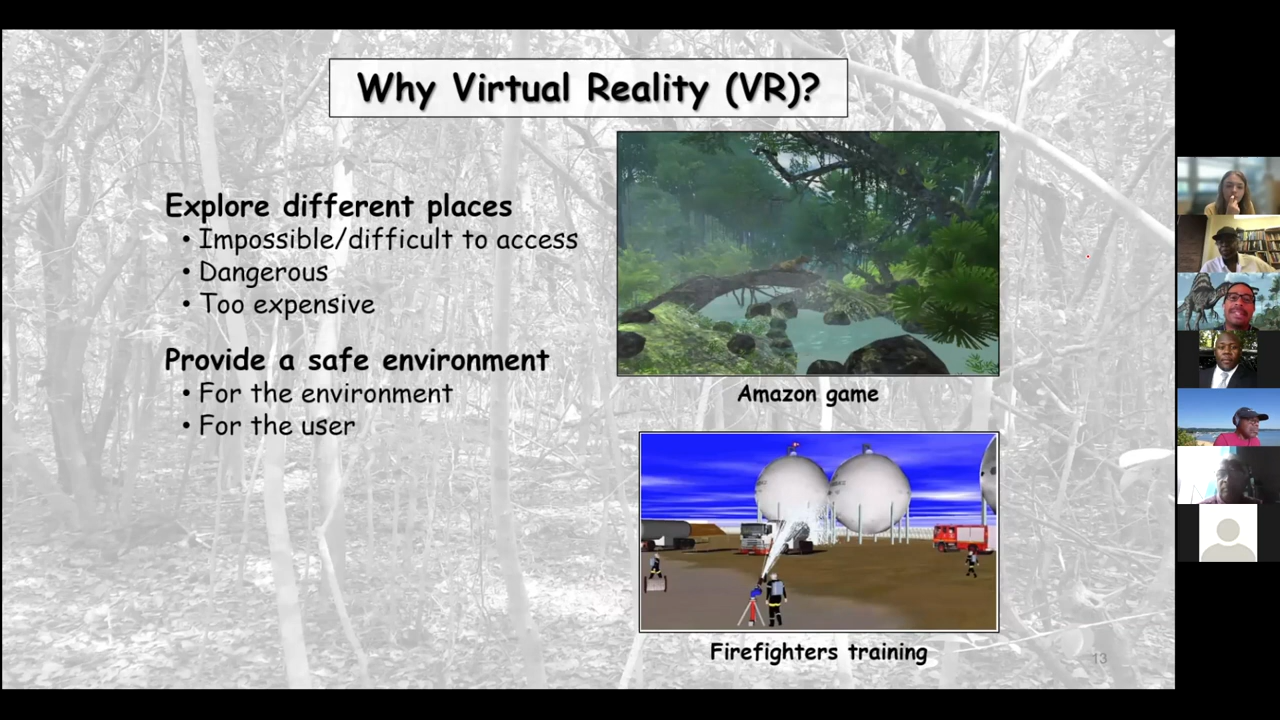 Why Virtual Reality (VR)?
Explore different places
• Impossible/difficult to access
• Dangerous
• Too expensive
Provide a safe environment
• For the environment
• For the user
Amazon game
Firefighters training
13